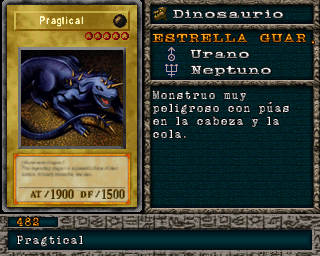 Pragtical
AT/1900 DF/1500
Dinosaurio
ESTRELLA GUAR.
Urano
Neptuno
Monstruo muy
peligroso con púas
en la cabeza y la
cola.
482
Pragtical